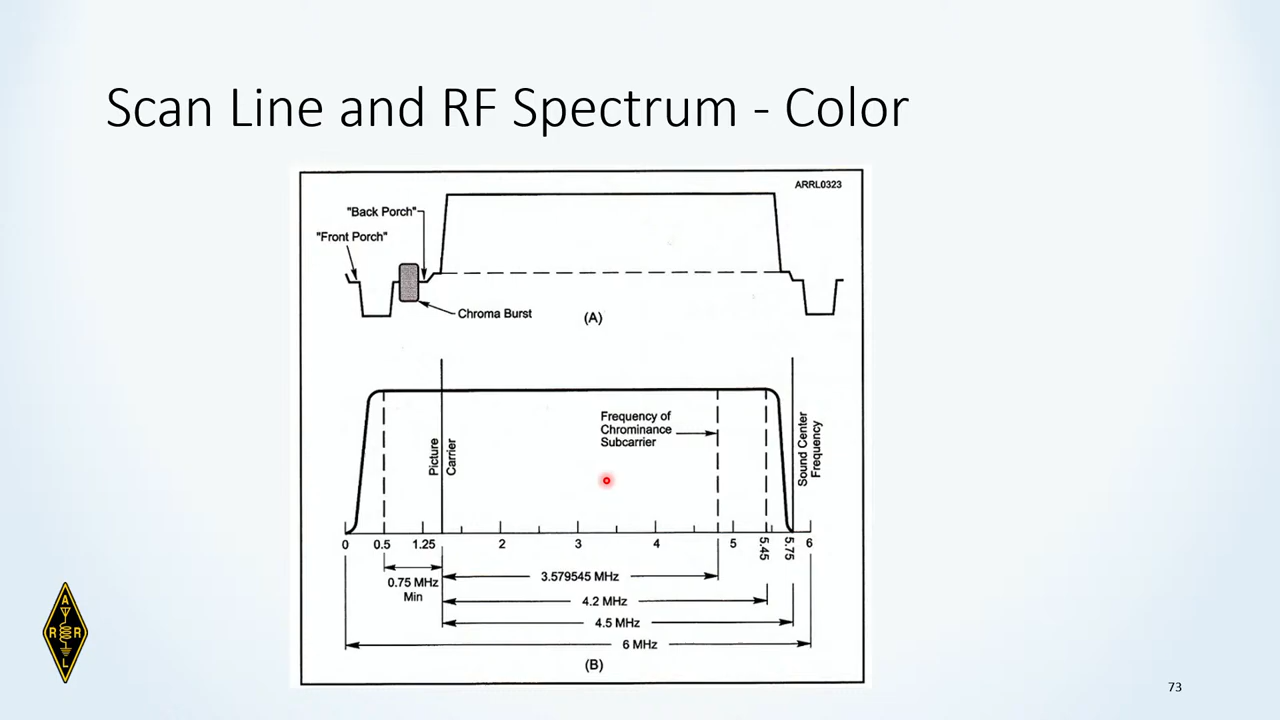 Scan Line and RF Spectrum - Color
ARRL0323
"Back Porch"
"Front Porch"
Chroma Burst
(A)
Frequency of
Chrominance
Subcarrier
Picture
Carrier
Sound Center
Frequency
0 0.5 1.25 2 3 4 5 5.45 5.75 6
0.75 MHz
Min
3.579545 MHz
4.2 MHz
4.5 MHz
6 MHz
(B)
A
R R
L
73